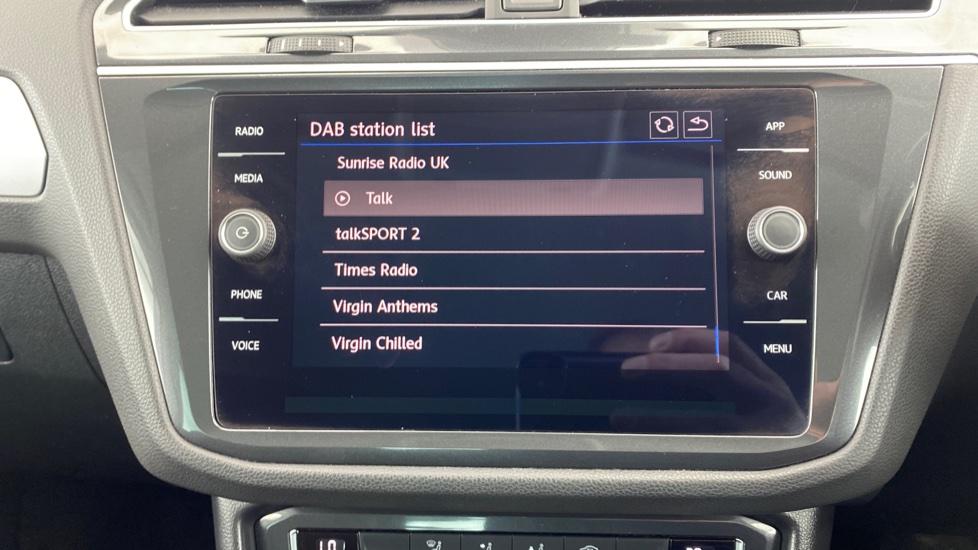 RADIO
MEDIA
PHONE
VOICE
DAB station list
Sunrise Radio UK
Talk
talkSPORT 2
Times Radio
Virgin Anthems
Virgin Chilled
APP
SOUND
CAR
MENU